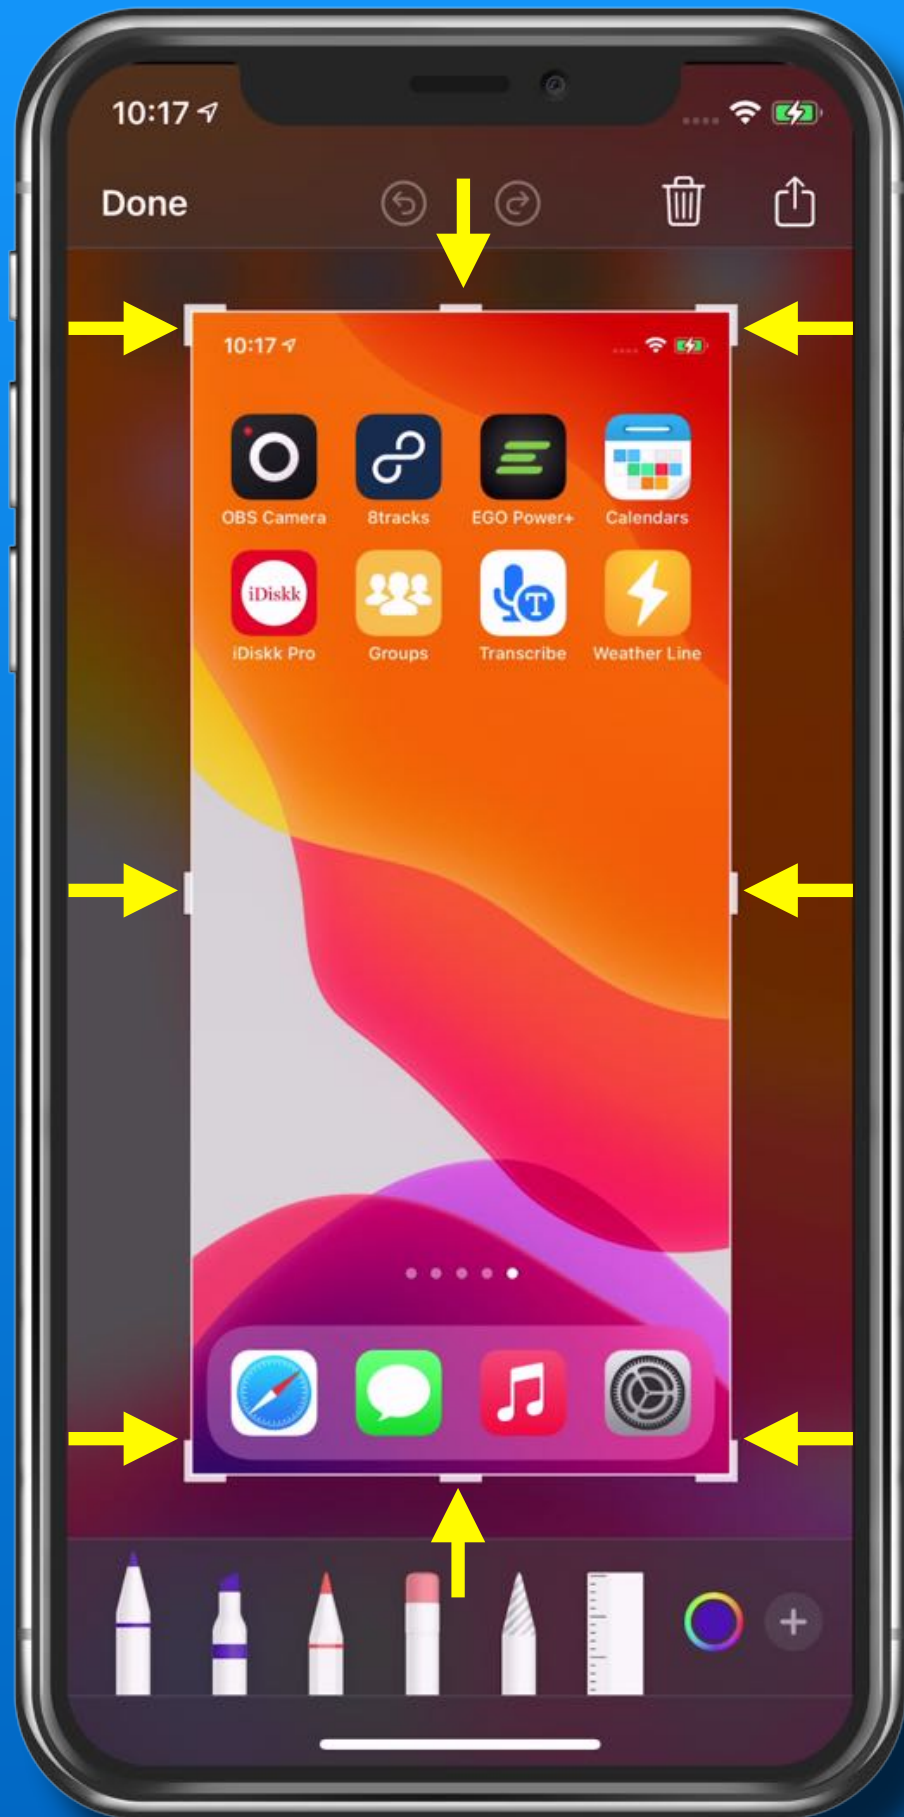 10:17
Done
10:17
OBS Camera 8tracks EGO Power+ Calendars
iDiskk
T
iDiskk Pro Groups Transcribe Weather Line